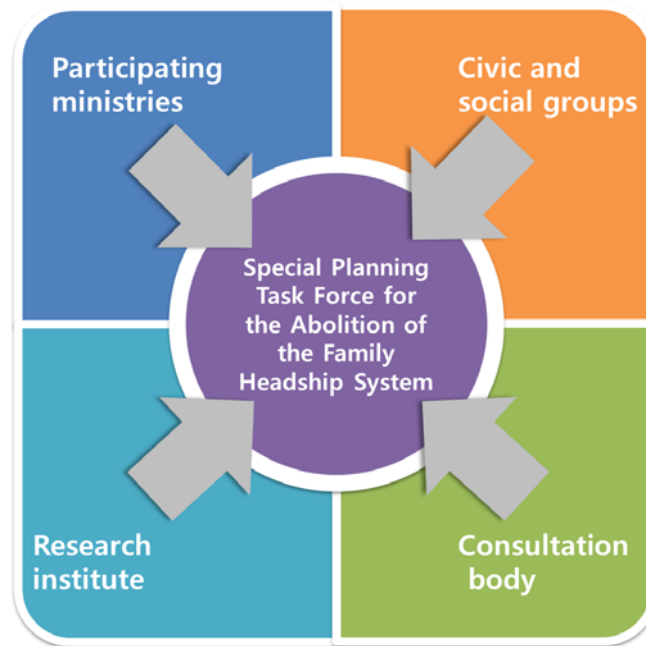 Participating
ministries
Civic and
social groups
Special Planning
Task Force for
the Abolition of
the Family
Headship System
Research
institute
Consultation
body